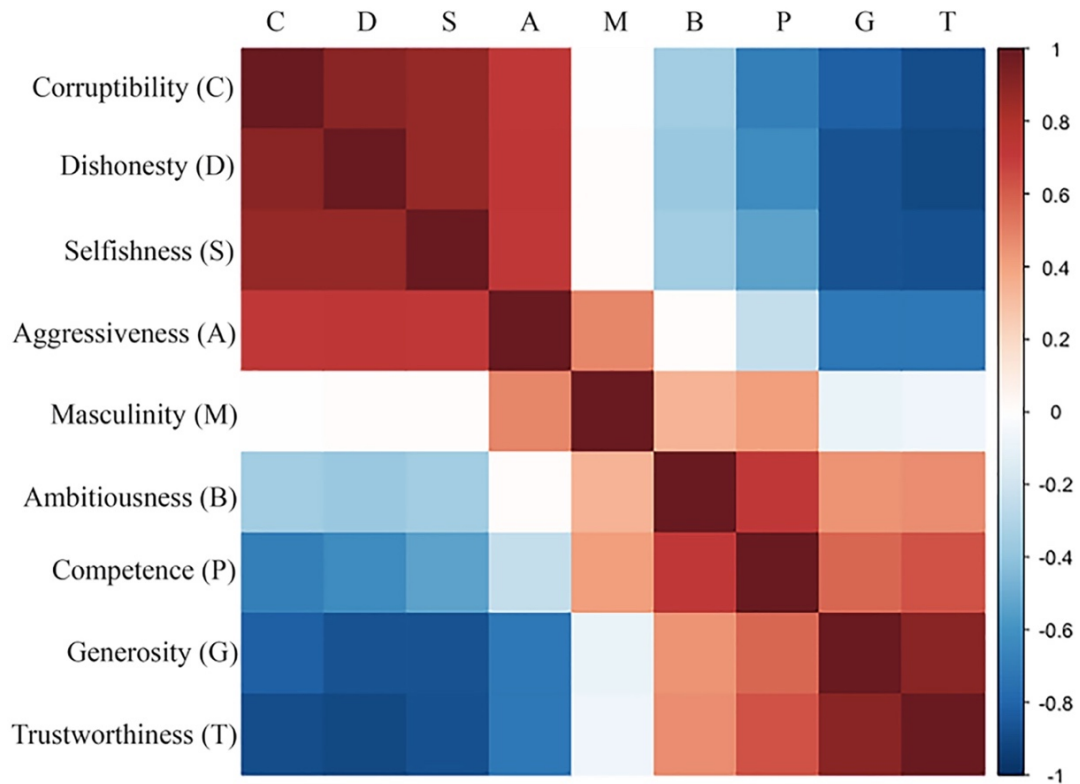 C D S A M B P G T
Corruptibility (C)
Dishonesty (D)
Selfishness (S)
Aggressiveness (A)
Masculinity (M)
Ambitiousness (B)
Competence (P)
Generosity (G)
Trustworthiness (T)
1
0.8
0.6
0.4
0.2
0
-0.2
-0.4
-0.6
-0.8
-1